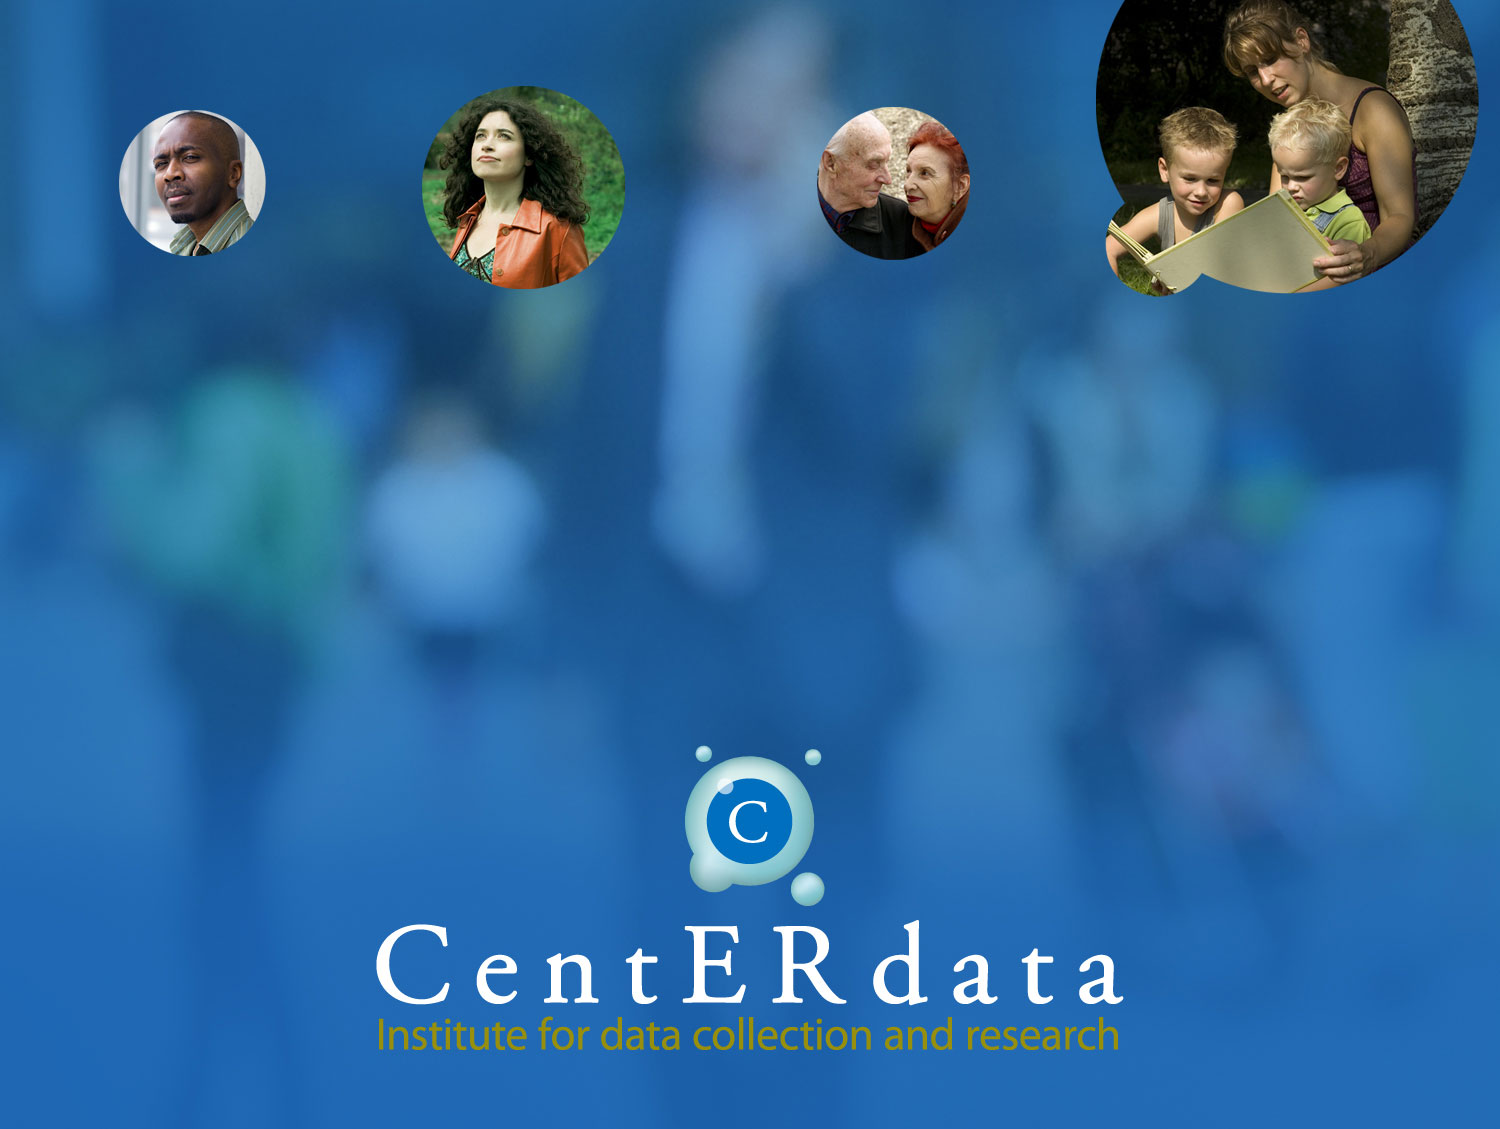 C
CentERdata
Institute for data collection and research